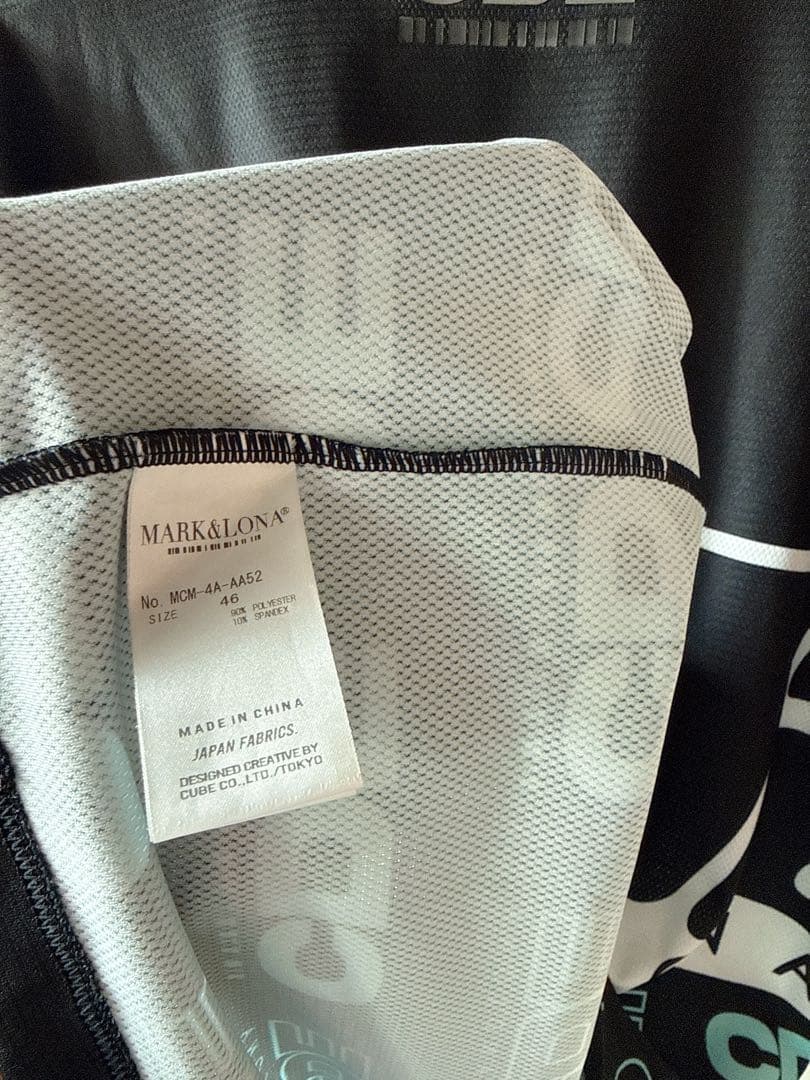 MARK&LONA®
No. MCM-4A-AA52
SIZE 46
90% POLYESTER
10% SPANDEX
MADE IN CHINA
JAPAN FABRICS.
DESIGNED CREATIVE BY
CUBE CO.,LTD./TOKYO